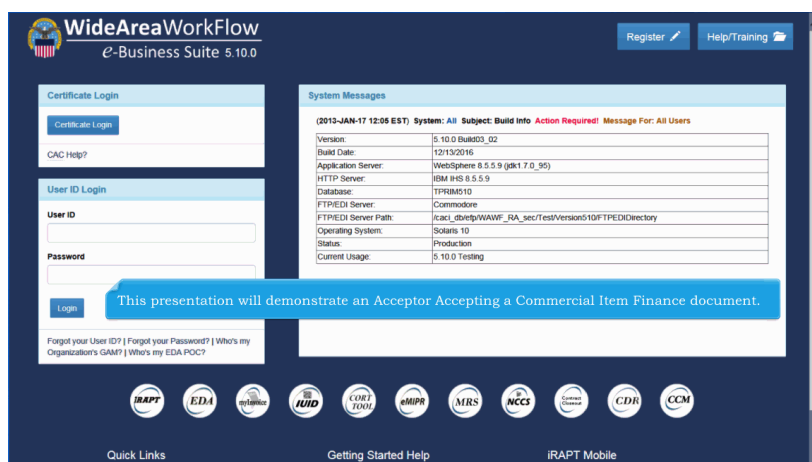 WideAreaWorkFlow
e-Business Suite 5.10.0
Register
Help/Training
Certificate Login
Certificate Login
CAC Help?
User ID Login
User ID
Password
Login
Forgot your User ID? | Forgot your Password? | Who's my
Organization's GAM? | Who's my EDA POC?
System Messages
(2013-JAN-17 12:05 EST) System: All Subject: Build Info Action Required! Message For: All Users
Version: 5.10.0 Build03_02
Build Date: 12/13/2016
Application Server: WebSphere 8.5.5.9 (jdk1.7.0_95)
HTTP Server: IBM IHS 8.5.5.9
Database: TPRIM510
FTP/EDI Server: Commodore
FTP/EDI Server Path: /caci_db/efp/WAWF_RA_sec/Test/Version510/FTPEDIDirectory
Operating System: Solaris 10
Status: Production
Current Usage: 5.10.0 Testing
This presentation will demonstrate an Acceptor Accepting a Commercial Item Finance document.
iRAPT
EDA
myInvoice
IUID
CORT
TOOL
eMIPR
MRS
NCCS
Contract
Closeout
CDR
CCM
Quick Links
Getting Started Help
iRAPT Mobile